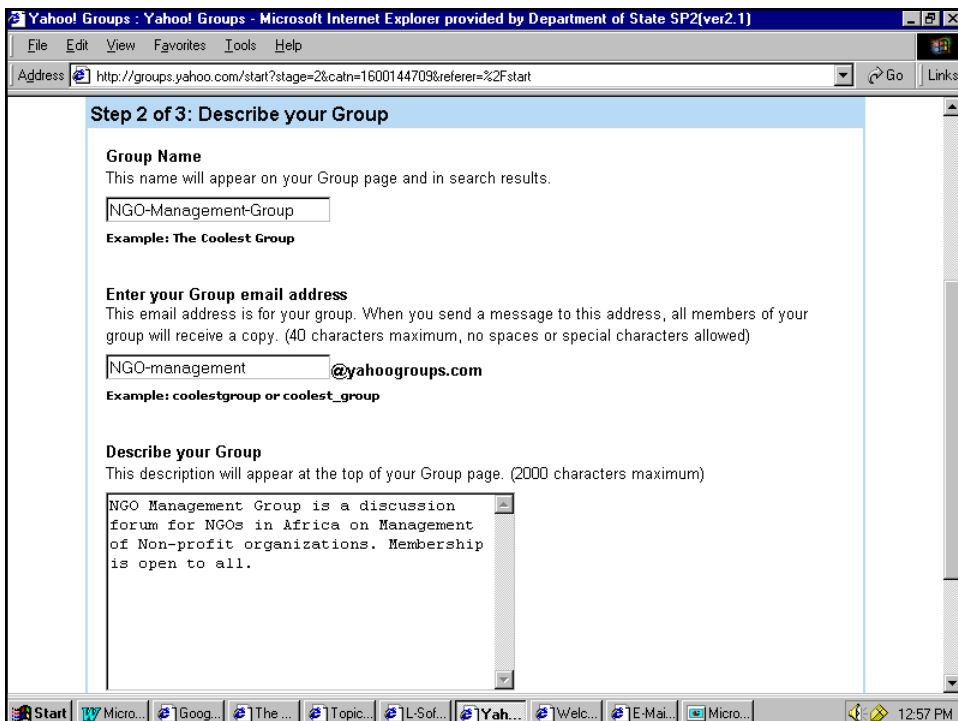 Yahoo! Groups : Yahoo! Groups - Microsoft Internet Explorer provided by Department of State SP2(ver2.1)
File Edit View Favorites Tools Help
Address http://groups.yahoo.com/start?stage=2&catn=1600144709&referer=%2Fstart Go Links
Step 2 of 3: Describe your Group
Group Name
This name will appear on your Group page and in search results.
NGO-Management-Group
Example: The Coolest Group
Enter your Group email address
This email address is for your group. When you send a message to this address, all members of your
group will receive a copy. (40 characters maximum, no spaces or special characters allowed)
NGO-management @yahoogroups.com
Example: coolestgroup or coolest_group
Describe your Group
This description will appear at the top of your Group page. (2000 characters maximum)
NGO Management Group is a discussion
forum for NGOs in Africa on Management
of Non-profit organizations. Membership
is open to all.
Start Micro... Goog... The ... Topic... L-Sof... Yah... Welc... E-Mai... Micro... 12:57 PM